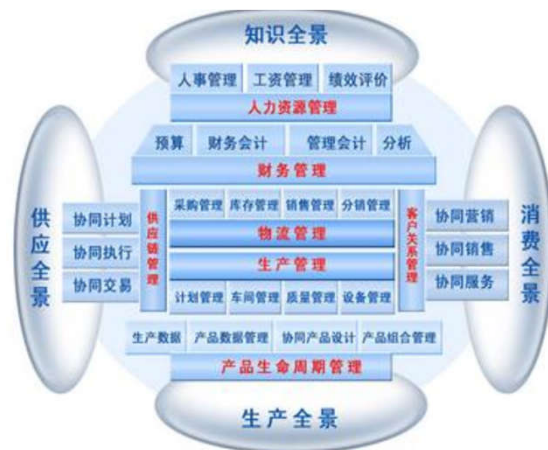 知识全景
人事管理 工资管理 绩效评价
人力资源管理
预算 财务会计 管理会计 分析
财务管理
供应全景
协同计划
协同执行
协同交易
供应链管理
采购管理 库存管理 销售管理 分销管理
物流管理
生产管理
计划管理 车间管理 质量管理 设备管理
客户关系管理
协同营销
协同销售
协同服务
消费全景
生产数据 产品数据管理 协同产品设计 产品组合管理
产品生命周期管理
生产全景